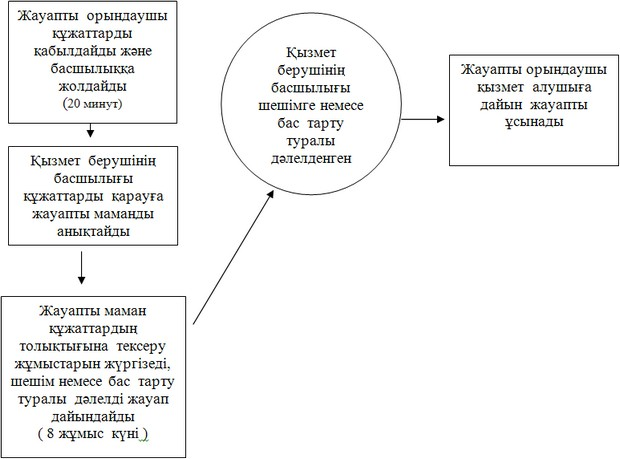 Жауапты орындаушы
құжаттарды
қабылдайды және
басшылыққа
жолдайды
(20 минут)
Қызмет берушінің
басшылығы
құжаттарды қарауға
жауапты маманды
анықтайды
Жауапты маман
құжаттардың
толықтығына тексеру
жұмыстарын жүргізеді,
шешім немесе бас тарту
туралы дәлелді жауап
дайындайды
( 8 жұмыс күні )
Қызмет
берушінің
басшылығы
шешімге немесе
бас тарту
туралы
дәлелденген
Жауапты орындаушы
қызмет алушыға
дайын жауапты
ұсынады